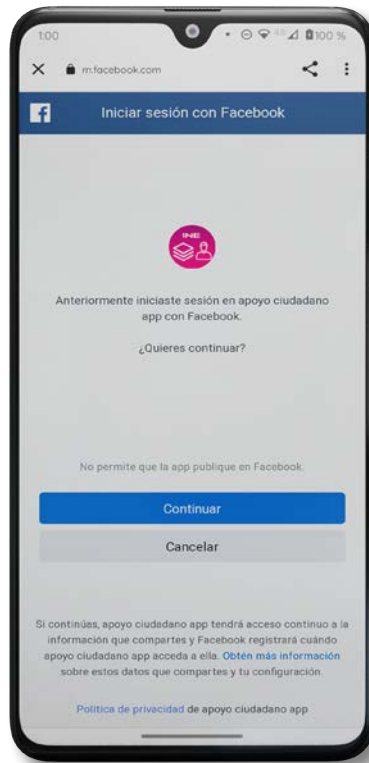 1:00
4G
100 %
m.facebook.com
Iniciar sesión con Facebook
INE
Anteriormente iniciaste sesión en apoyo ciudadano
app con Facebook.
¿Quieres continuar?
No permite que la app publique en Facebook.
Continuar
Cancelar
Si continúas, apoyo ciudadano app tendrá acceso continuo a la
información que compartes y Facebook registrará cuándo
apoyo ciudadano app acceda a ella. Obtén más información
sobre estos datos que compartes y tu configuración.
Política de privacidad de apoyo ciudadano app